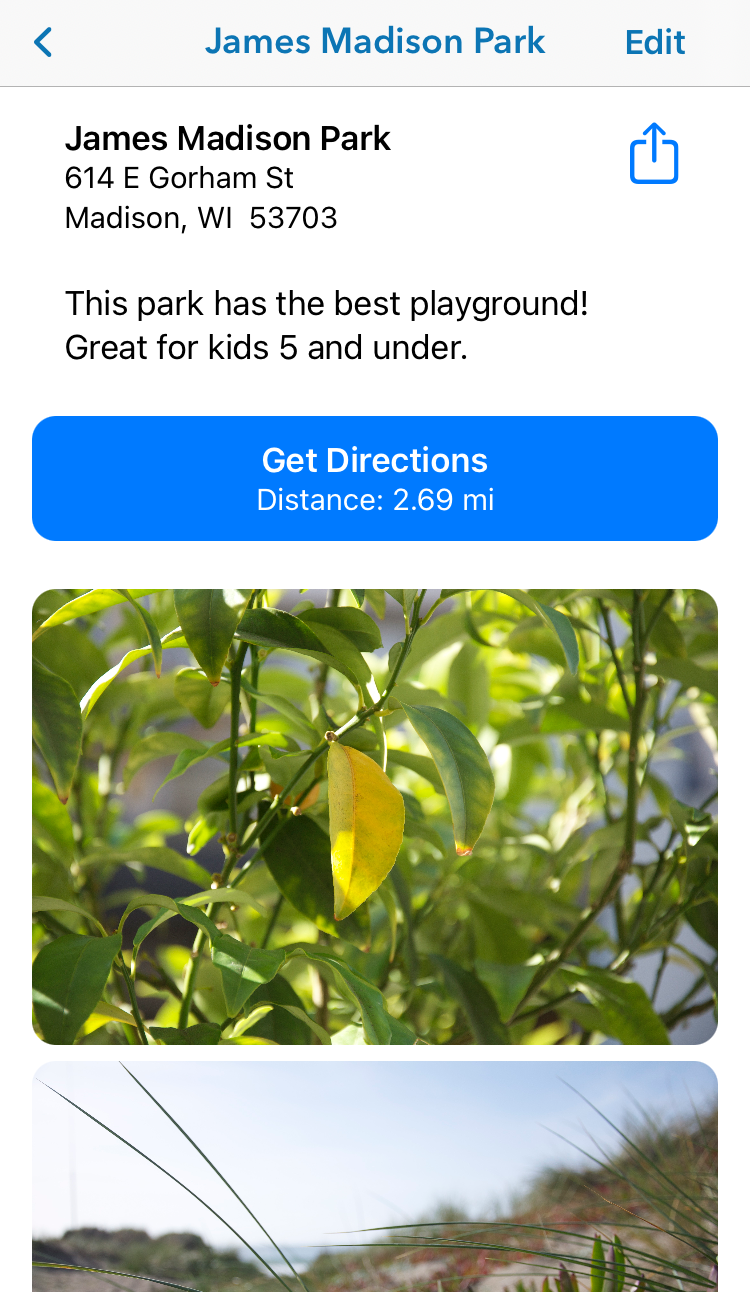 James Madison Park
Edit
James Madison Park
614 E Gorham St
Madison, WI  53703
This park has the best playground!
Great for kids 5 and under.
Get Directions
Distance: 2.69 mi